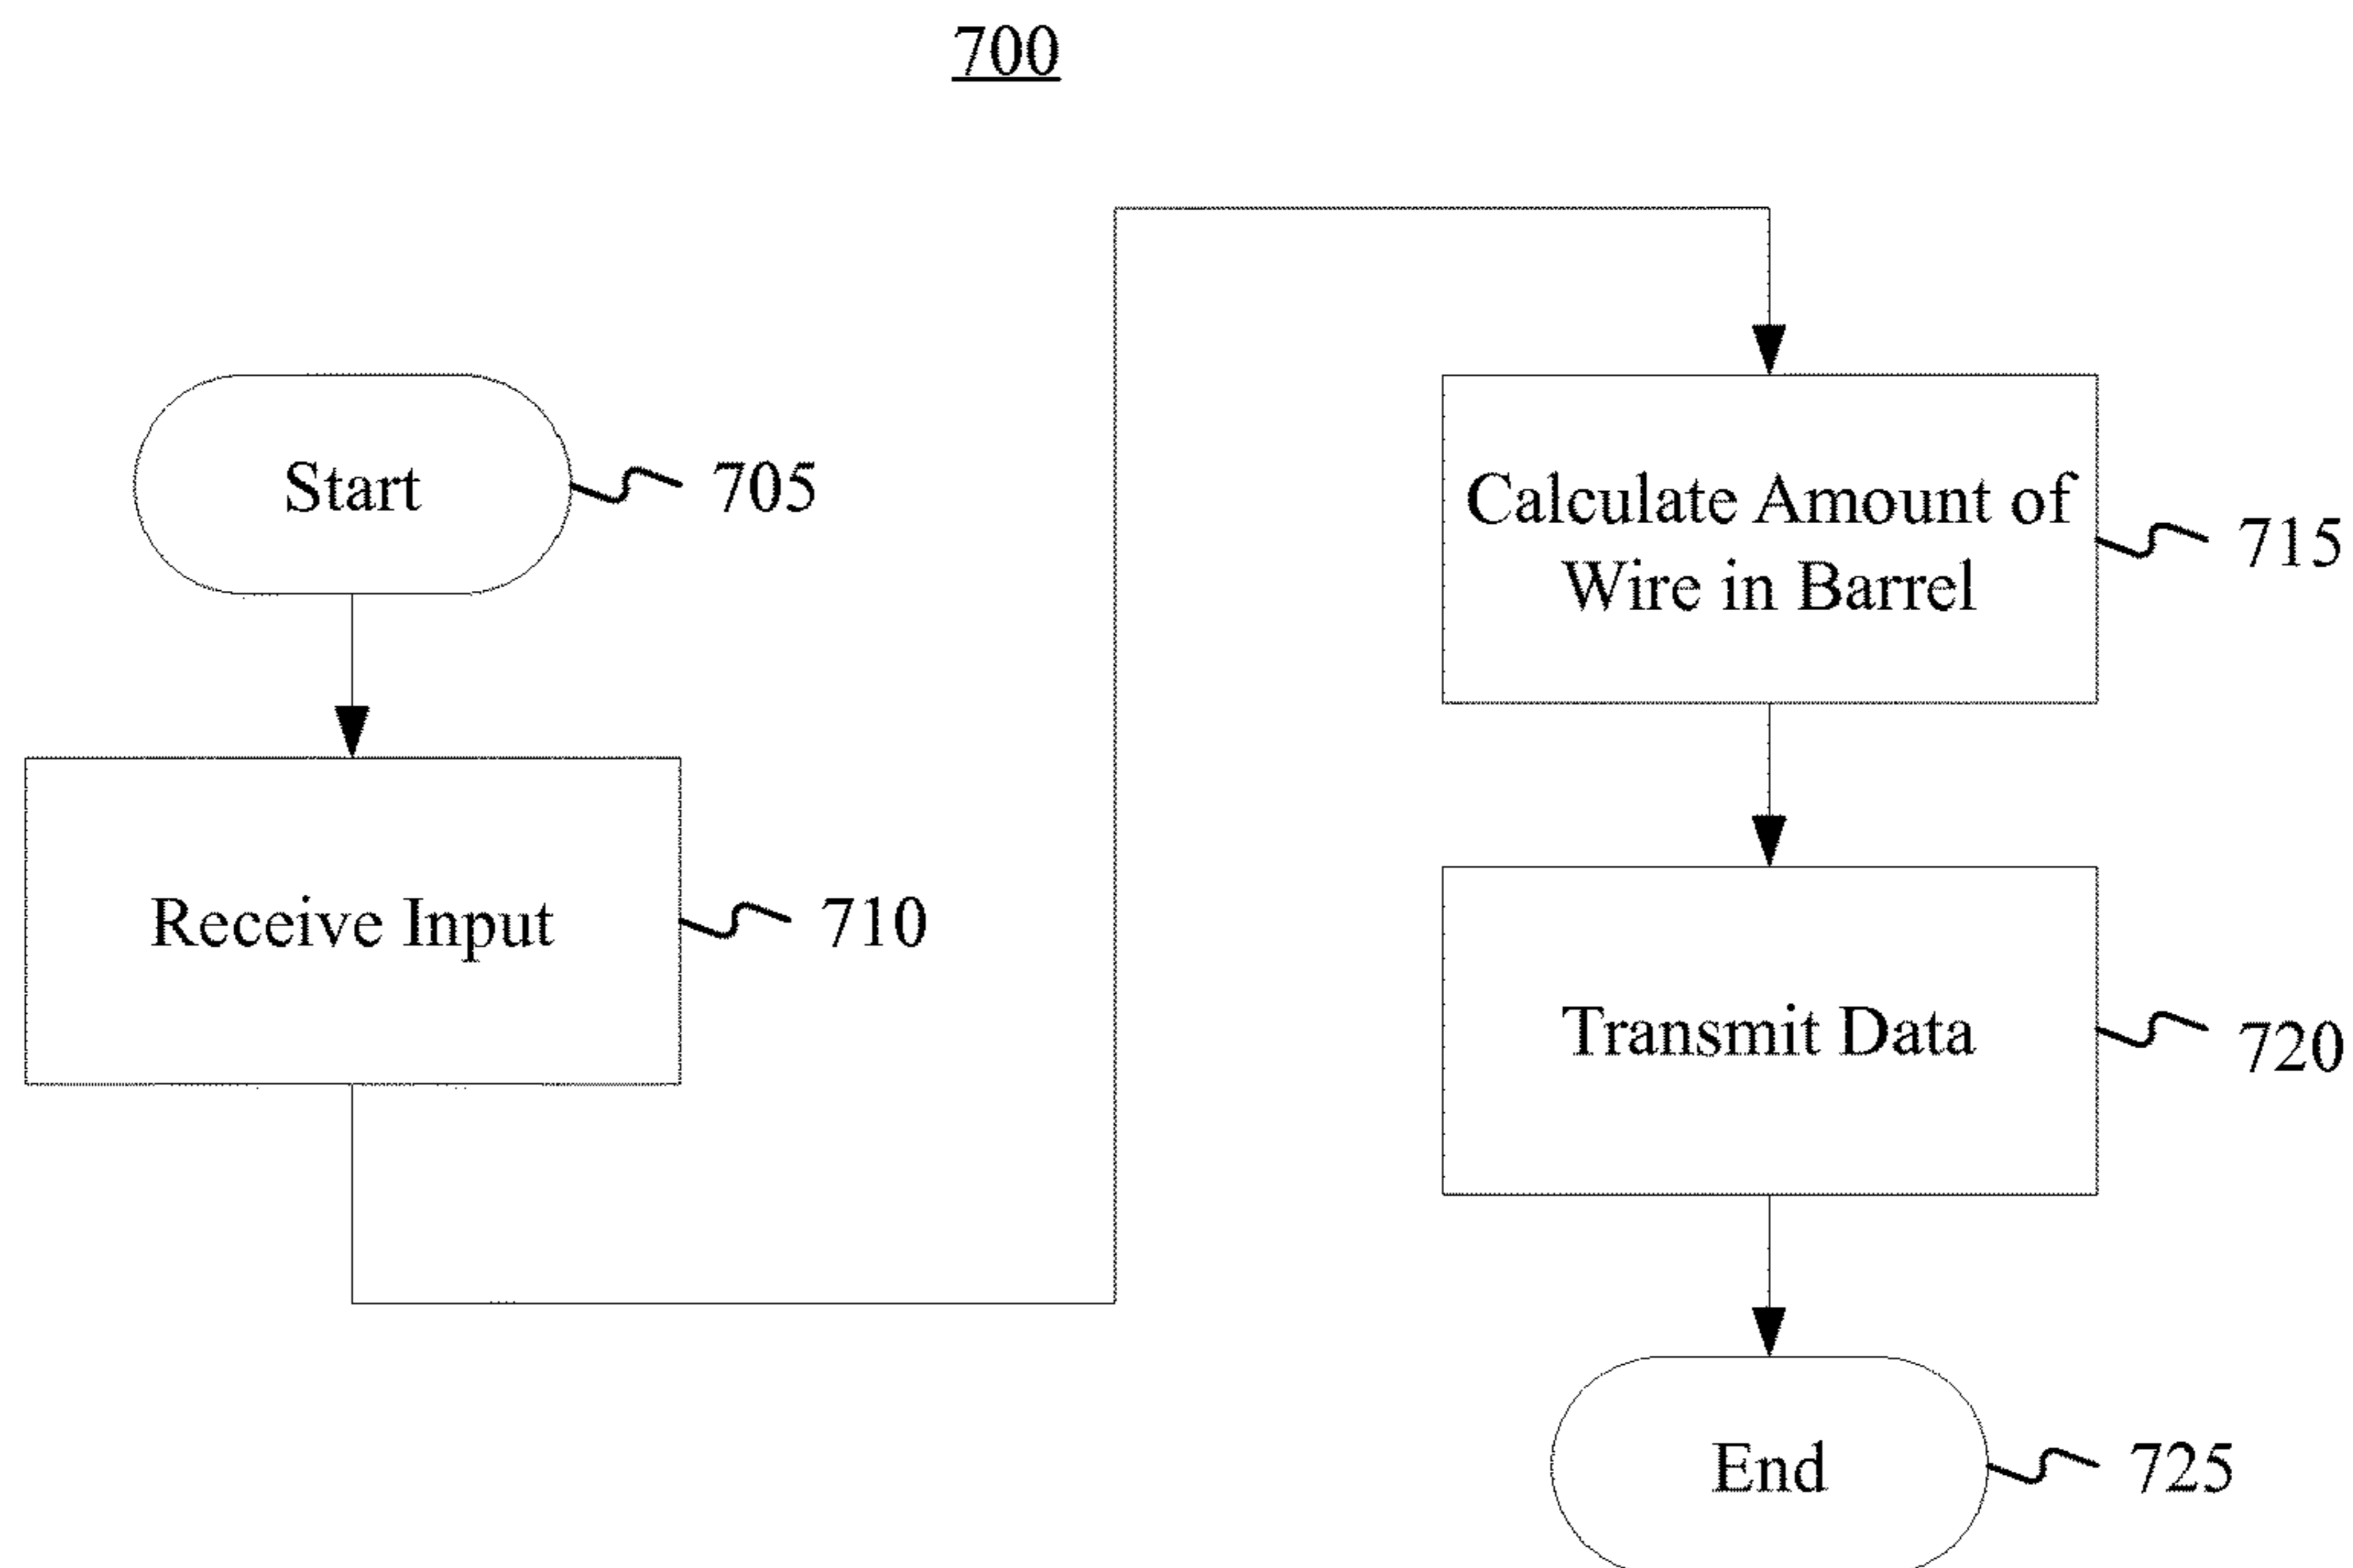 700
Start
705
Receive Input
710
Calculate Amount of
Wire in Barrel
715
Transmit Data
720
End
725